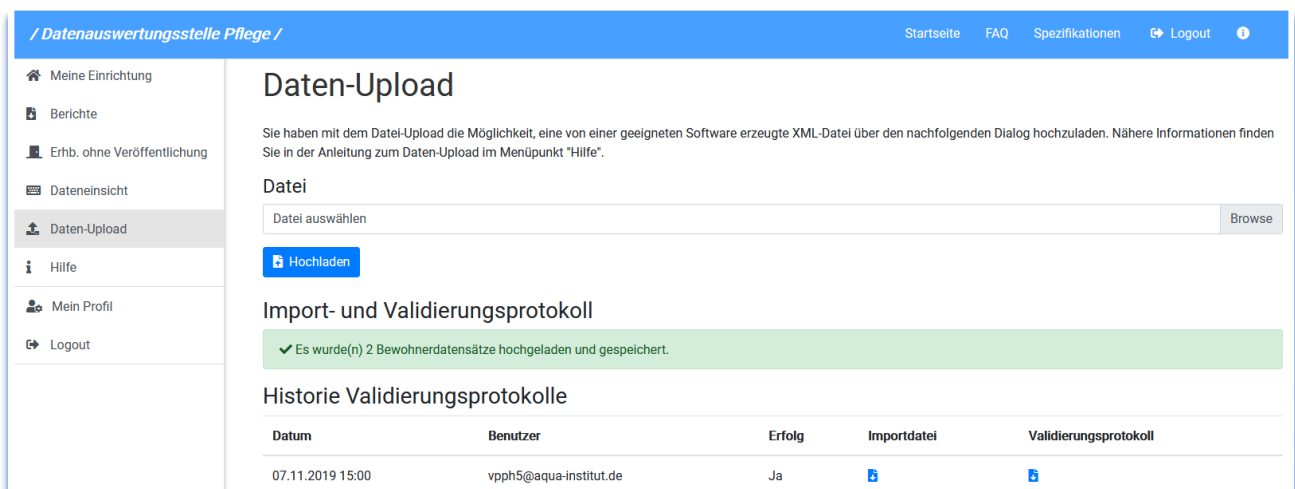 / Datenauswertungsstelle Pflege /
Startseite FAQ Spezifikationen Logout
Meine Einrichtung
Berichte
Erhb. ohne Veröffentlichung
Dateneinsicht
Daten-Upload
Hilfe
Mein Profil
Logout
Daten-Upload
Sie haben mit dem Datei-Upload die Möglichkeit, eine von einer geeigneten Software erzeugte XML-Datei über den nachfolgenden Dialog hochzuladen. Nähere Informationen finden
Sie in der Anleitung zum Daten-Upload im Menüpunkt "Hilfe".
Datei
Datei auswählen Browse
Hochladen
Import- und Validierungsprotokoll
Es wurde(n) 2 Bewohnerdatensätze hochgeladen und gespeichert.
Historie Validierungsprotokolle
Datum Benutzer Erfolg Importdatei Validierungsprotokoll
07.11.2019 15:00 vpph5@aqua-institut.de Ja